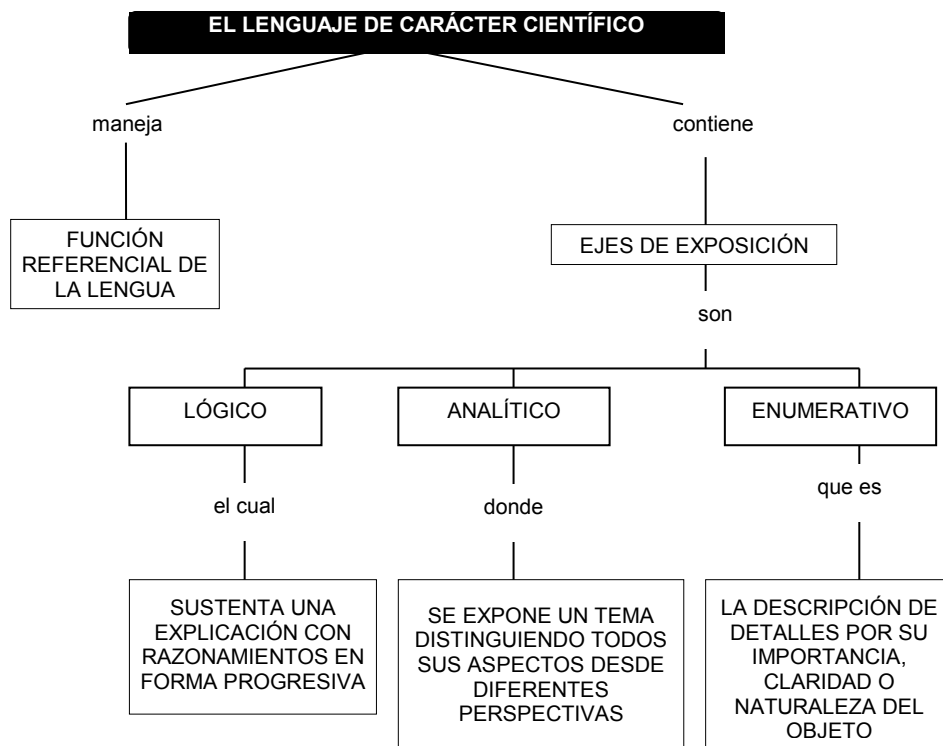 EL LENGUAJE DE CARÁCTER CIENTÍFICO
maneja
contiene
FUNCIÓN
REFERENCIAL DE
LA LENGUA
EJES DE EXPOSICIÓN
son
LÓGICO
ANALÍTICO
ENUMERATIVO
el cual
donde
que es
SUSTENTA UNA
EXPLICACIÓN CON
RAZONAMIENTOS EN
FORMA PROGRESIVA
SE EXPONE UN TEMA
DISTINGUIENDO TODOS
SUS ASPECTOS DESDE
DIFERENTES
PERSPECTIVAS
LA DESCRIPCIÓN DE
DETALLES POR SU
IMPORTANCIA,
CLARIDAD O
NATURALEZA DEL
OBJETO